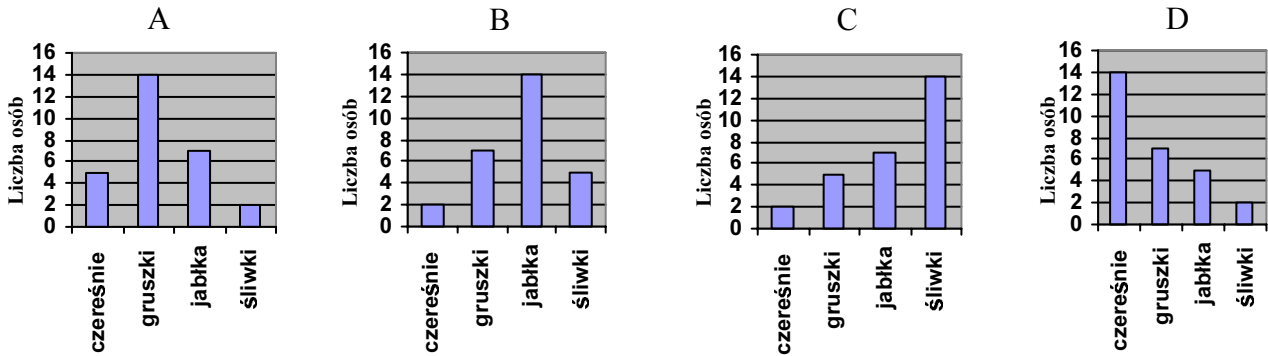 A
Liczba osób
16
14
12
10
8
6
4
2
0
czereśnie
gruszki
jabłka
śliwki
B
Liczba osób
16
14
12
10
8
6
4
2
0
czereśnie
gruszki
jabłka
śliwki
C
Liczba osób
16
14
12
10
8
6
4
2
0
czereśnie
gruszki
jabłka
śliwki
D
Liczba osób
16
14
12
10
8
6
4
2
0
czereśnie
gruszki
jabłka
śliwki